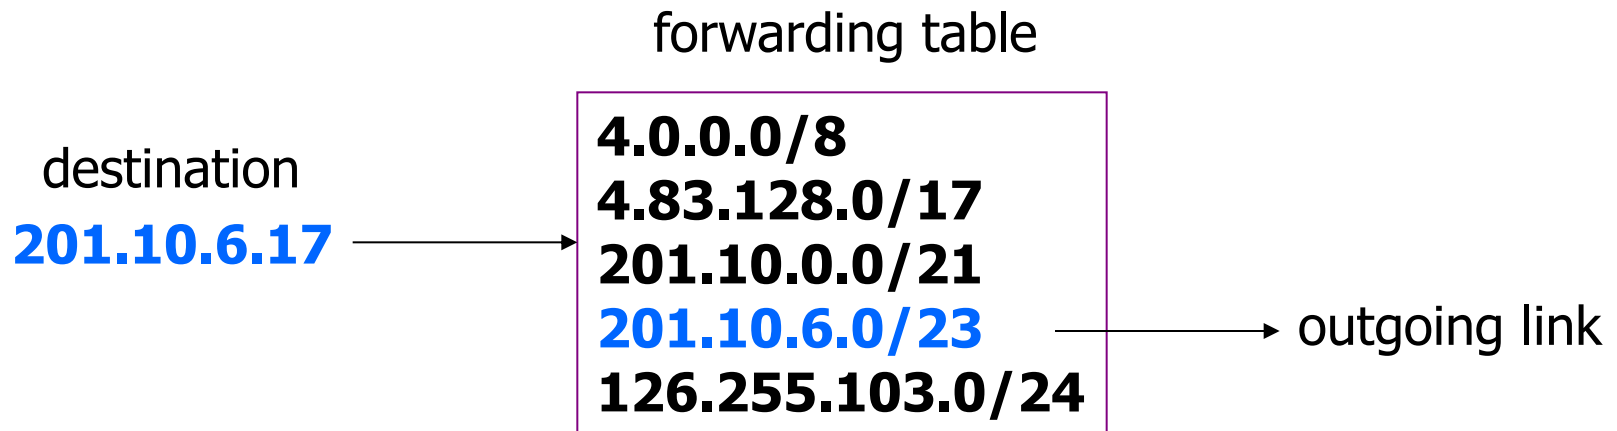 forwarding table
destination
201.10.6.17
4.0.0.0/8
4.83.128.0/17
201.10.0.0/21
201.10.6.0/23
126.255.103.0/24
outgoing link